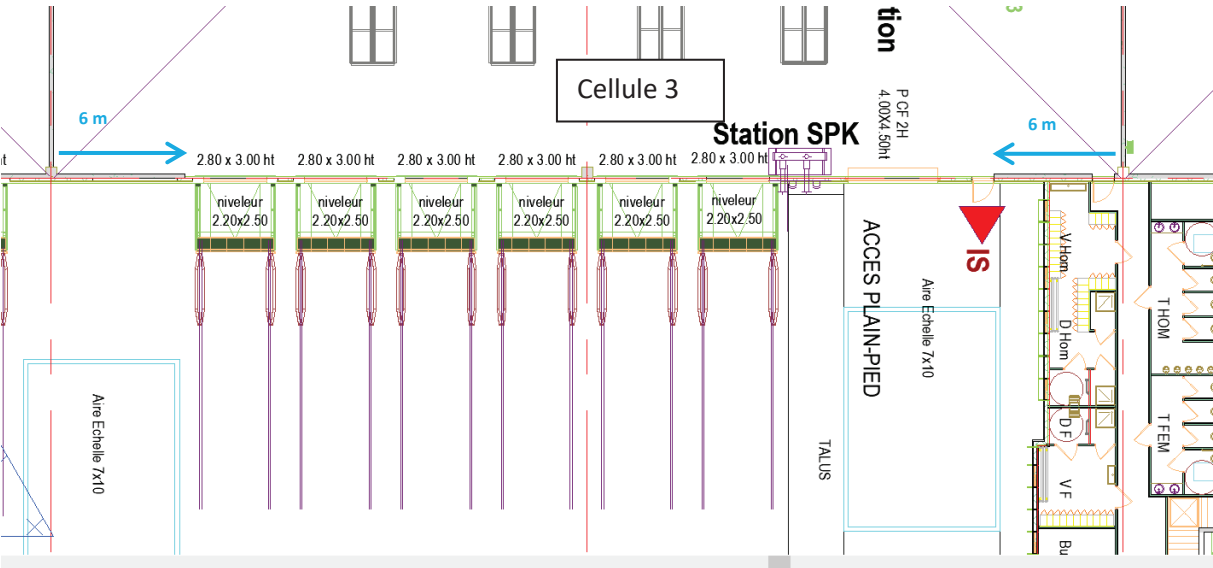 tion
3
Cellule 3
P CF 2H
4.00X4.50ht
6 m
6 m
Station SPK
ht
2.80 x 3.00 ht
2.80 x 3.00 ht
2.80 x 3.00 ht
2.80 x 3.00 ht
2.80 x 3.00 ht
2.80 x 3.00 ht
niveleur
2.20x2.50
niveleur
2.20x2.50
niveleur
2.20x2.50
niveleur
2.20x2.50
niveleur
2.20x2.50
niveleur
2.20x2.50
IS
ACCES PLAIN-PIED
Aire Echelle 7x10
V Hom
D Hom
T HOM
D F
T FEM
V F
Bu
TALUS
Aire Echelle 7x10